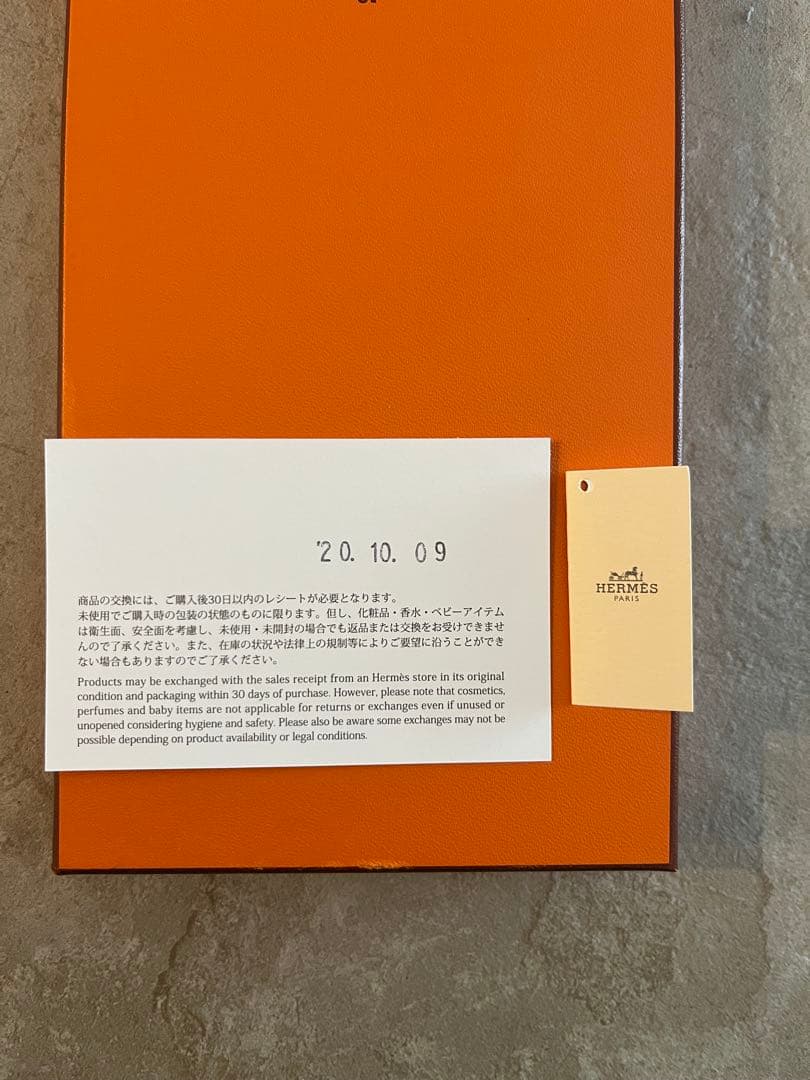 '20. 10. 09
商品の交換には、ご購入後30日以内のレシートが必要となります。
未使用でご購入時の包装の状態のものに限ります。但し、化粧品・香水・ベビーアイテム
は衛生面、安全面を考慮し、未使用・未開封の場合でも返品または交換をお受けできませ
んので了承ください。また、在庫の状況や法律上の規制等によりご要望に沿うことができ
ない場合もありますのでご了承ください。
Products may be exchanged with the sales receipt from an Hermès store in its original
condition and packaging within 30 days of purchase. However, please note that cosmetics,
perfumes and baby items are not applicable for returns or exchanges even if unused or
unopened considering hygiene and safety. Please also be aware some exchanges may not be
possible depending on product availability or legal conditions.
HERMÈS
PARIS